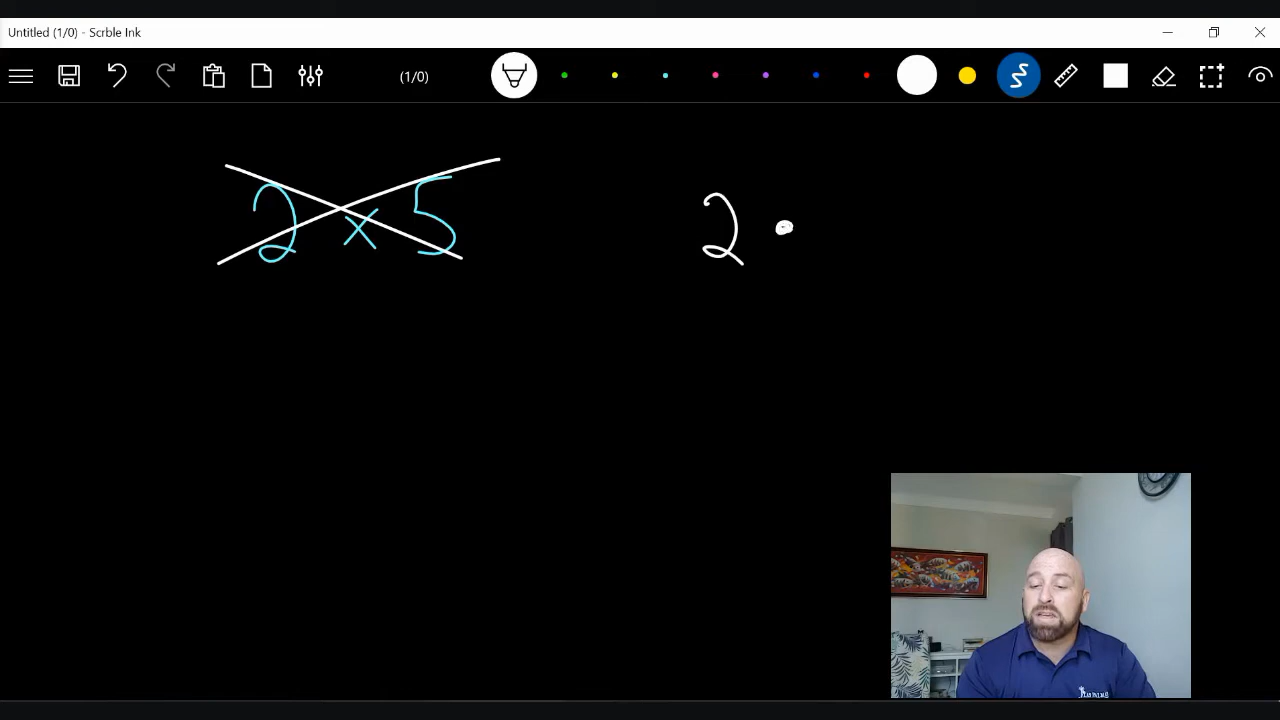 Untitled (1/0) - Scrble Ink
(1/0)
2 x 5
2 •